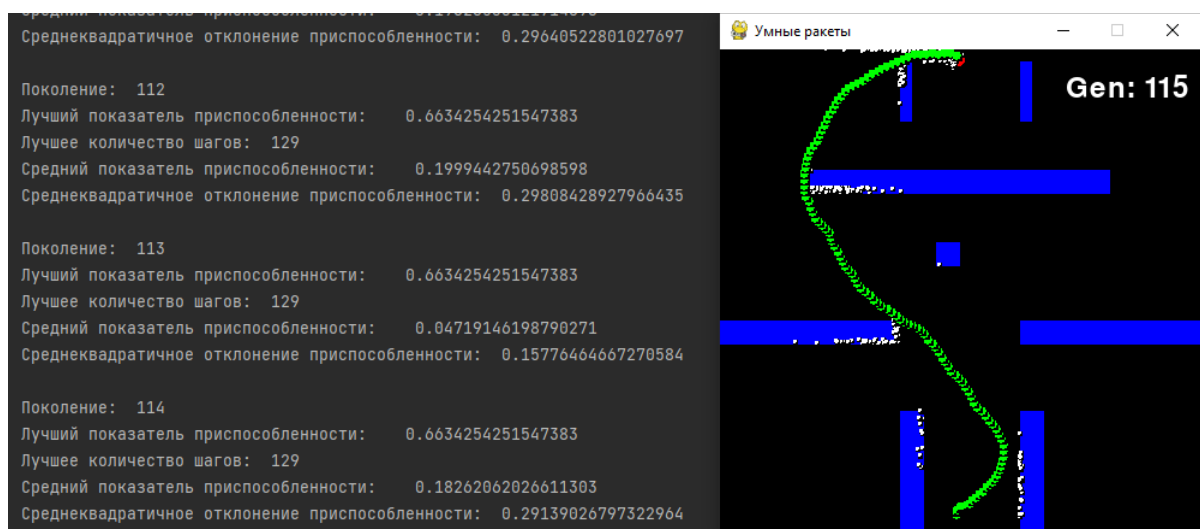 Среднеквадратичное отклонение приспособленности:  0.29640522801027697
Поколение:  112
Лучший показатель приспособленности:    0.6634254251547383
Лучшее количество шагов:  129
Средний показатель приспособленности:    0.1999442750698598
Среднеквадратичное отклонение приспособленности:  0.29808428927966435
Поколение:  113
Лучший показатель приспособленности:    0.6634254251547383
Лучшее количество шагов:  129
Средний показатель приспособленности:    0.04719146198790271
Среднеквадратичное отклонение приспособленности:  0.15776464667270584
Поколение:  114
Лучший показатель приспособленности:    0.6634254251547383
Лучшее количество шагов:  129
Средний показатель приспособленности:    0.18262062026611303
Среднеквадратичное отклонение приспособленности:  0.29139026797322964
Умные ракеты
Gen: 115